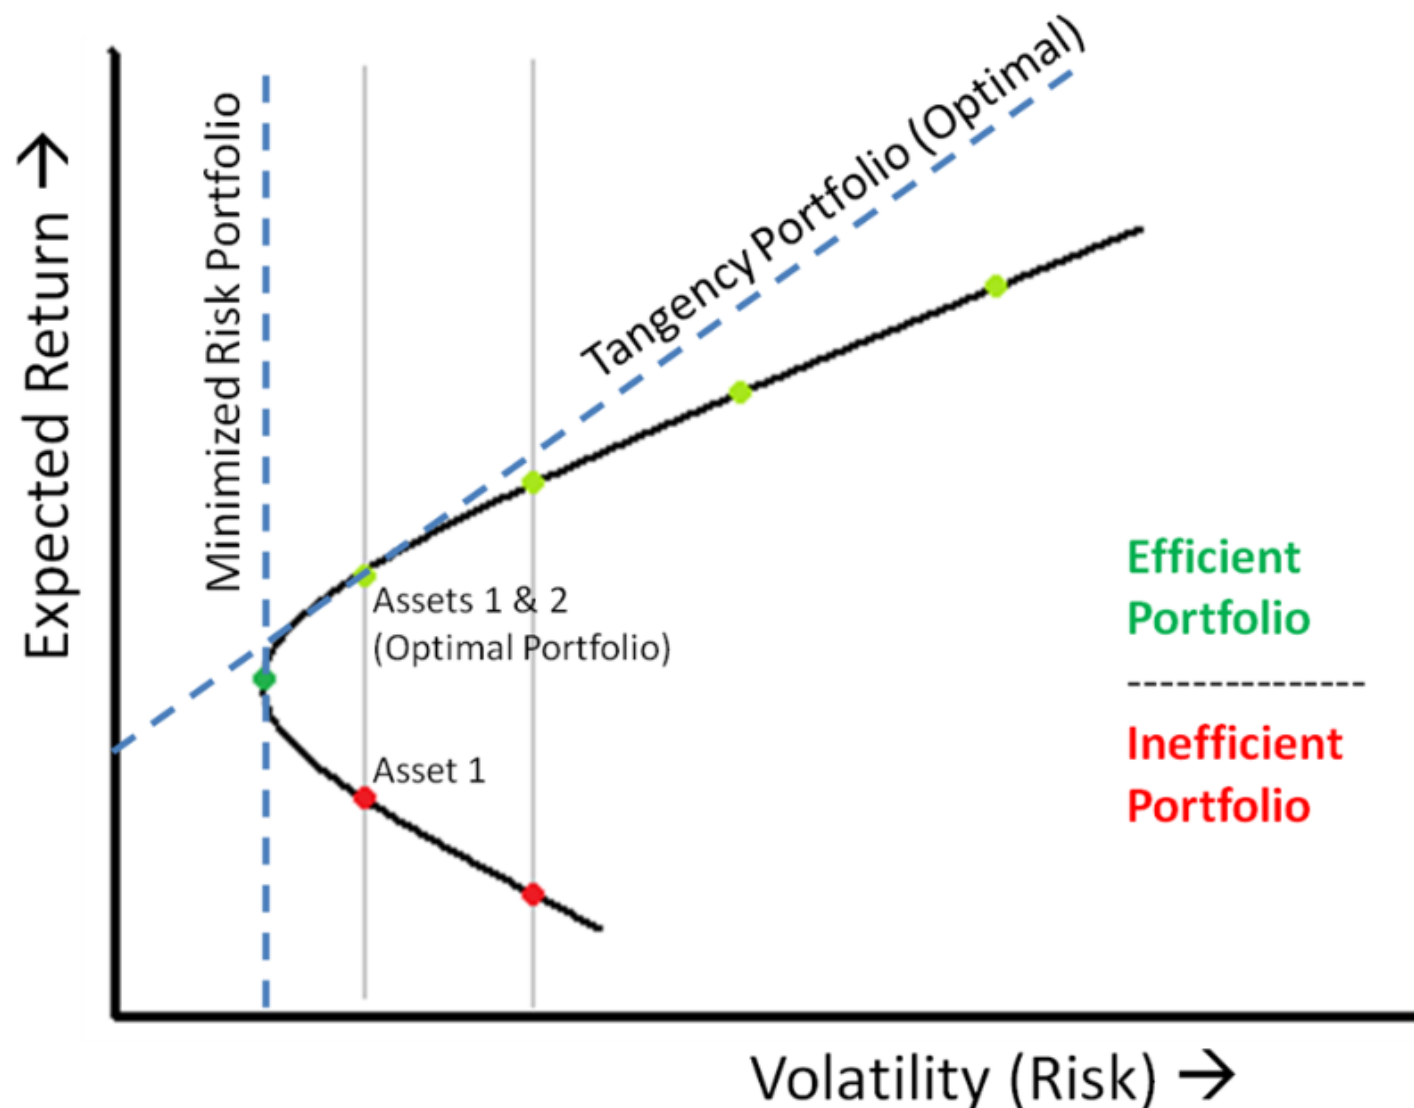 Expected Return →
Minimized Risk Portfolio
Tangency Portfolio (Optimal)
Assets 1 & 2
(Optimal Portfolio)
Asset 1
Efficient
Portfolio
---------------
Inefficient
Portfolio
Volatility (Risk) →